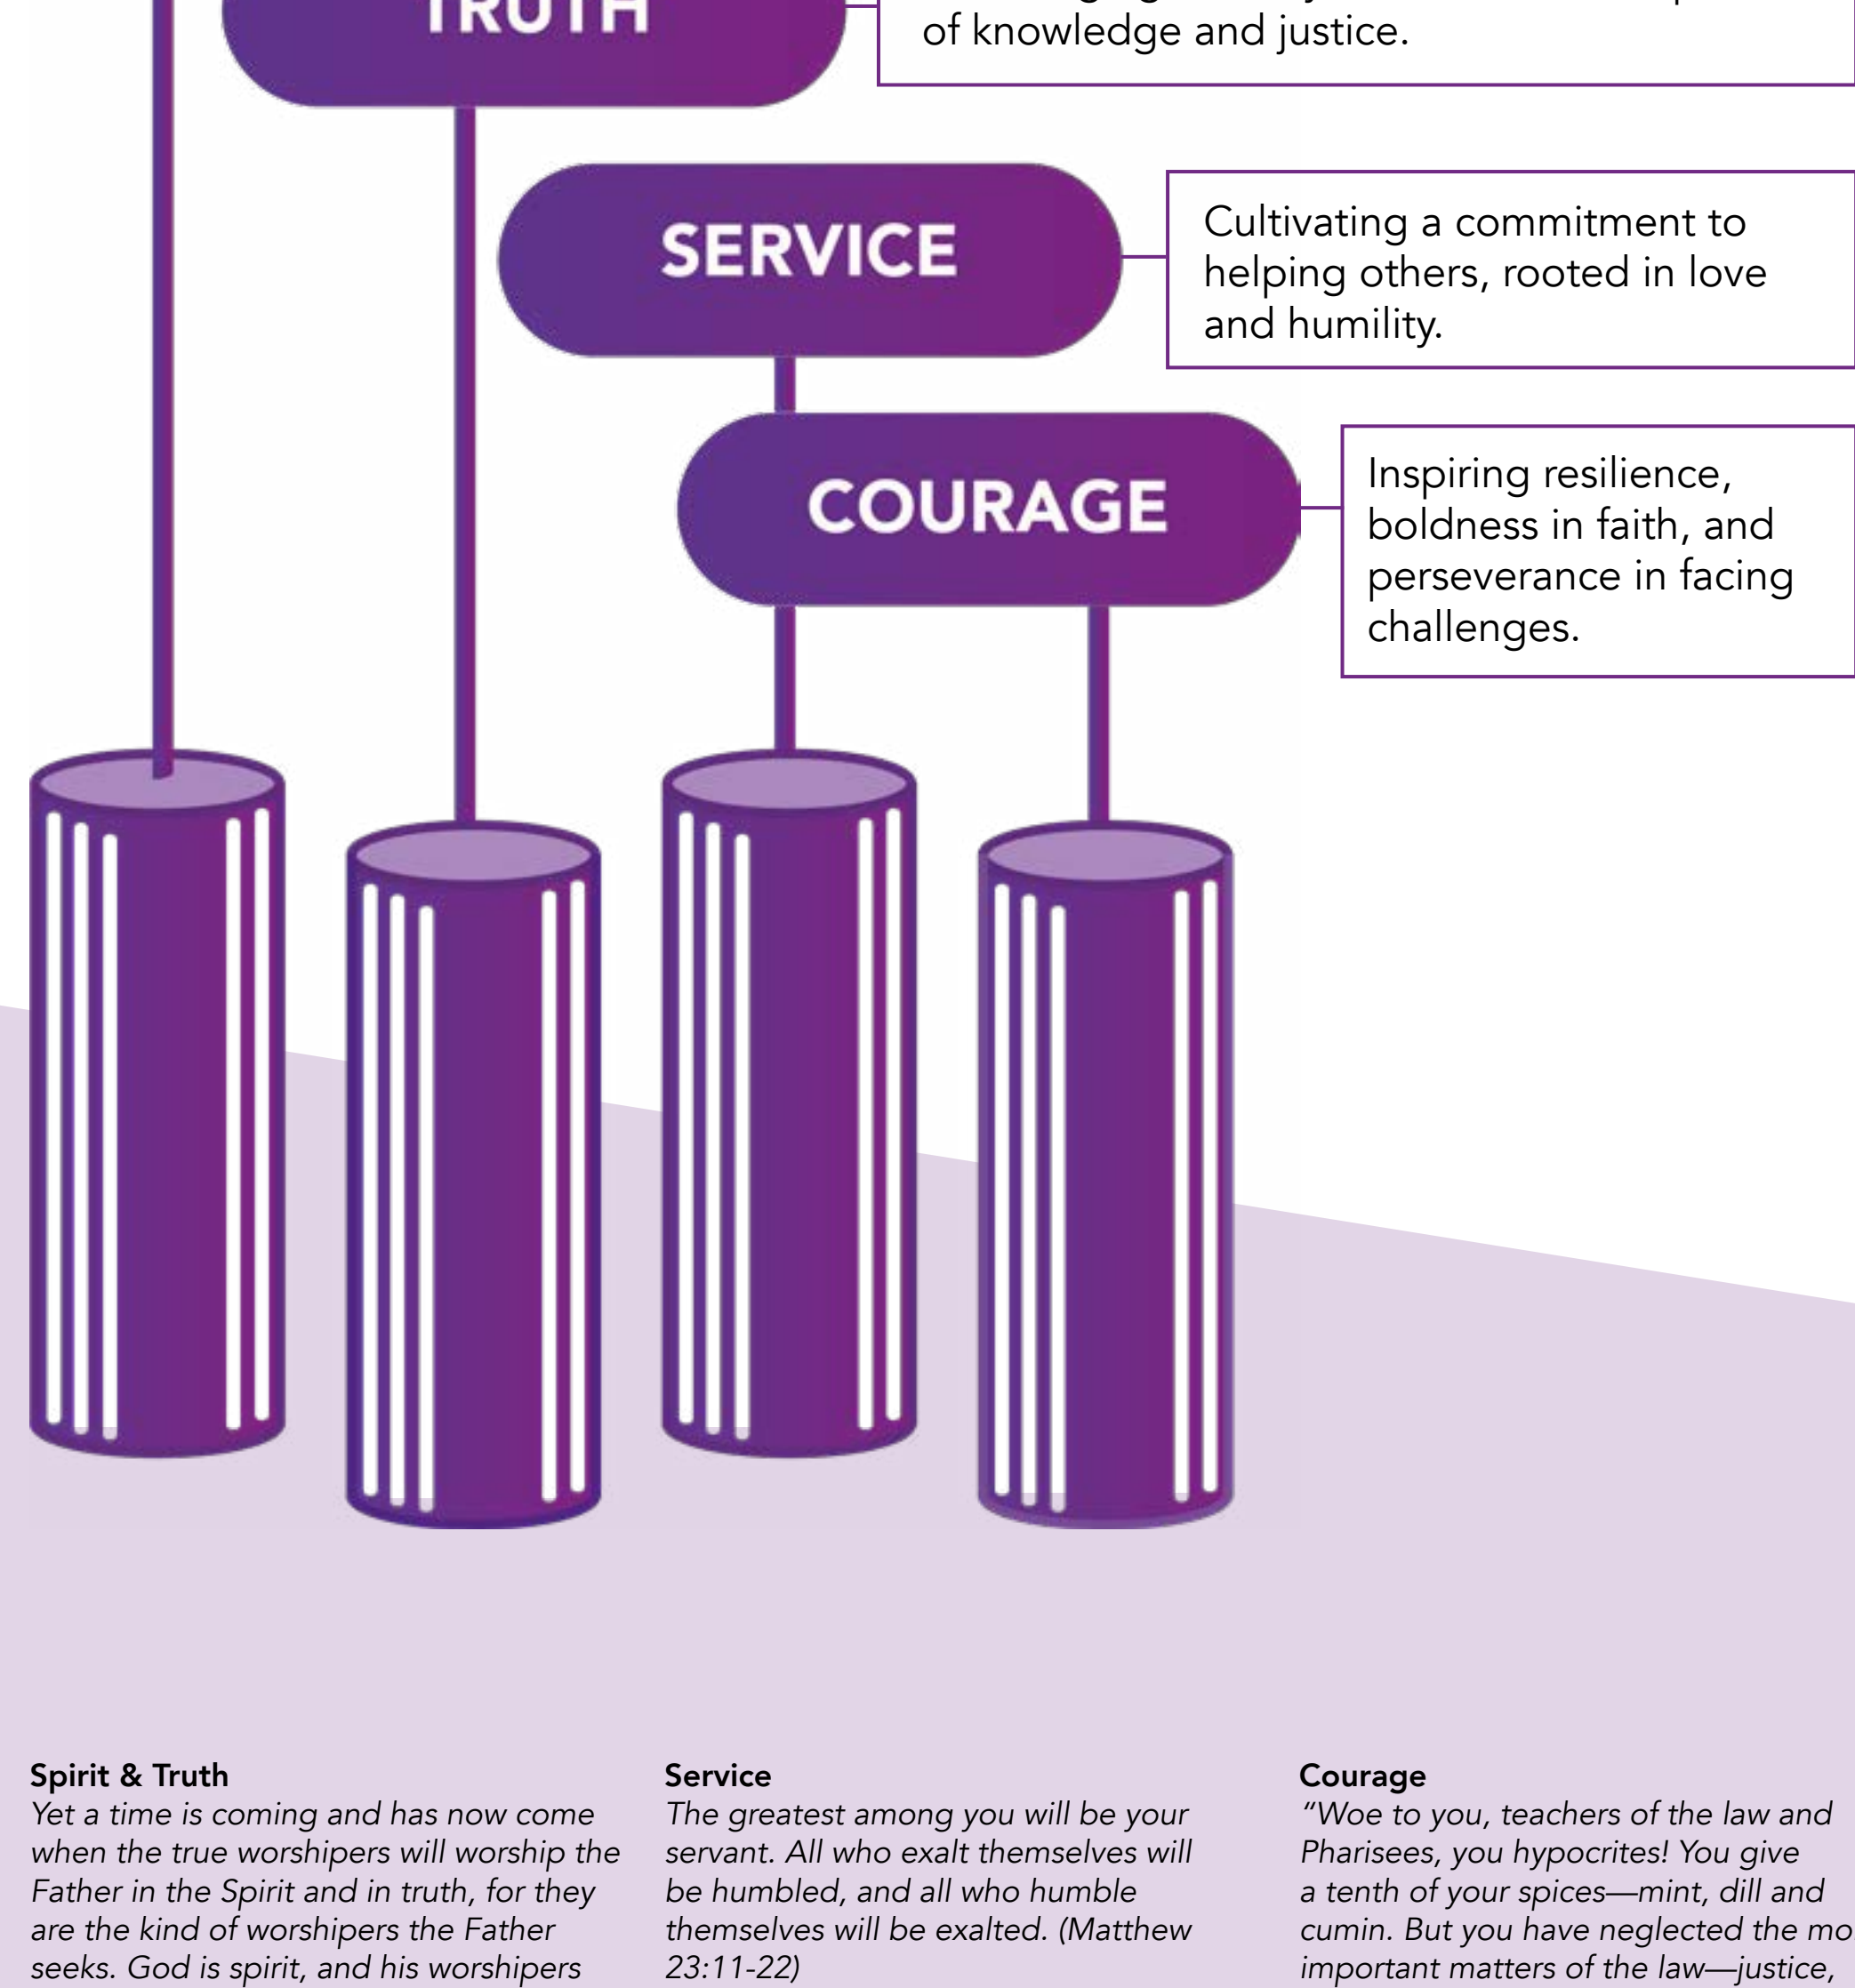 TRUTH
of knowledge and justice.
SERVICE
Cultivating a commitment to
helping others, rooted in love
and humility.
COURAGE
Inspiring resilience,
boldness in faith, and
perseverance in facing
challenges.
Spirit & Truth
Yet a time is coming and has now come
when the true worshipers will worship the
Father in the Spirit and in truth, for they
are the kind of worshipers the Father
seeks. God is spirit, and his worshipers
Service
The greatest among you will be your
servant. All who exalt themselves will
be humbled, and all who humble
themselves will be exalted. (Matthew
23:11-22)
Courage
“Woe to you, teachers of the law and
Pharisees, you hypocrites! You give
a tenth of your spices—mint, dill and
cumin. But you have neglected the
important matters of the law—justice,